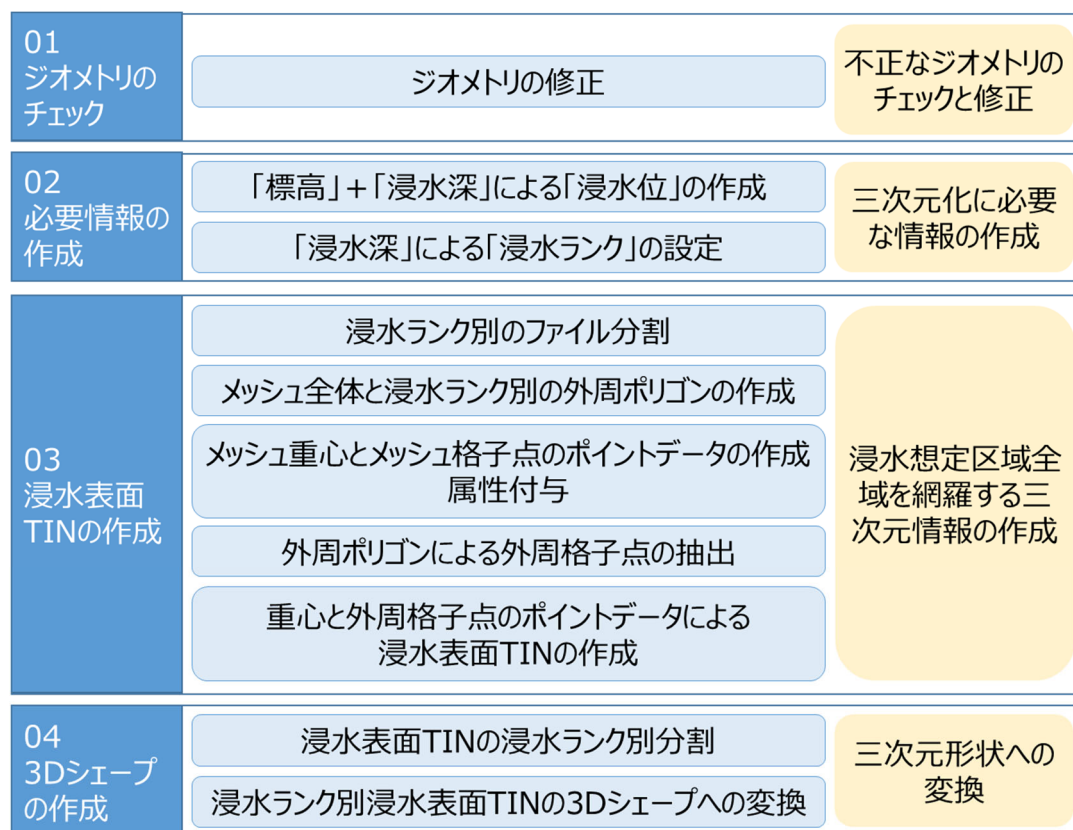 01
ジオメトリの
チェック
ジオメトリの修正
不正なジオメトリの
チェックと修正
02
必要情報の
作成
「標高」＋「浸水深」による「浸水位」の作成
「浸水深」による「浸水ランク」の設定
三次元化に必要
な情報の作成
03
浸水表面
TINの作成
浸水ランク別のファイル分割
メッシュ全体と浸水ランク別の外周ポリゴンの作成
メッシュ重心とメッシュ格子点のポイントデータの作成
属性付与
外周ポリゴンによる外周格子点の抽出
重心と外周格子点のポイントデータによる
浸水表面TINの作成
浸水想定区域全
域を網羅する三
次元情報の作成
04
3Dシェープ
の作成
浸水表面TINの浸水ランク別分割
浸水ランク別浸水表面TINの3Dシェープへの変換
三次元形状への
変換